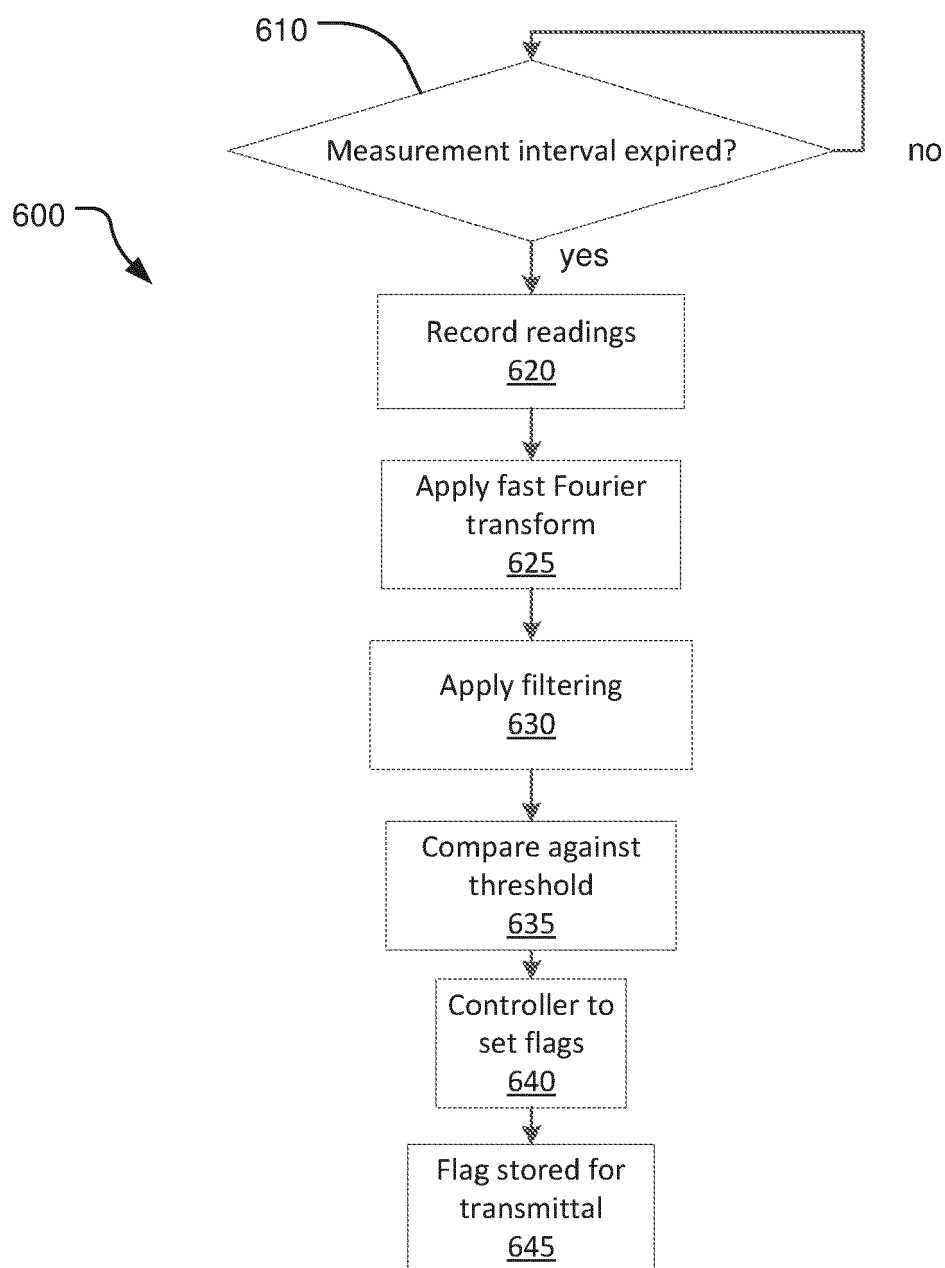 610
Measurement interval expired?
no
600
yes
Record readings
620
Apply fast Fourier
transform
625
Apply filtering
630
Compare against
threshold
635
Controller to
set flags
640
Flag stored for
transmittal
645